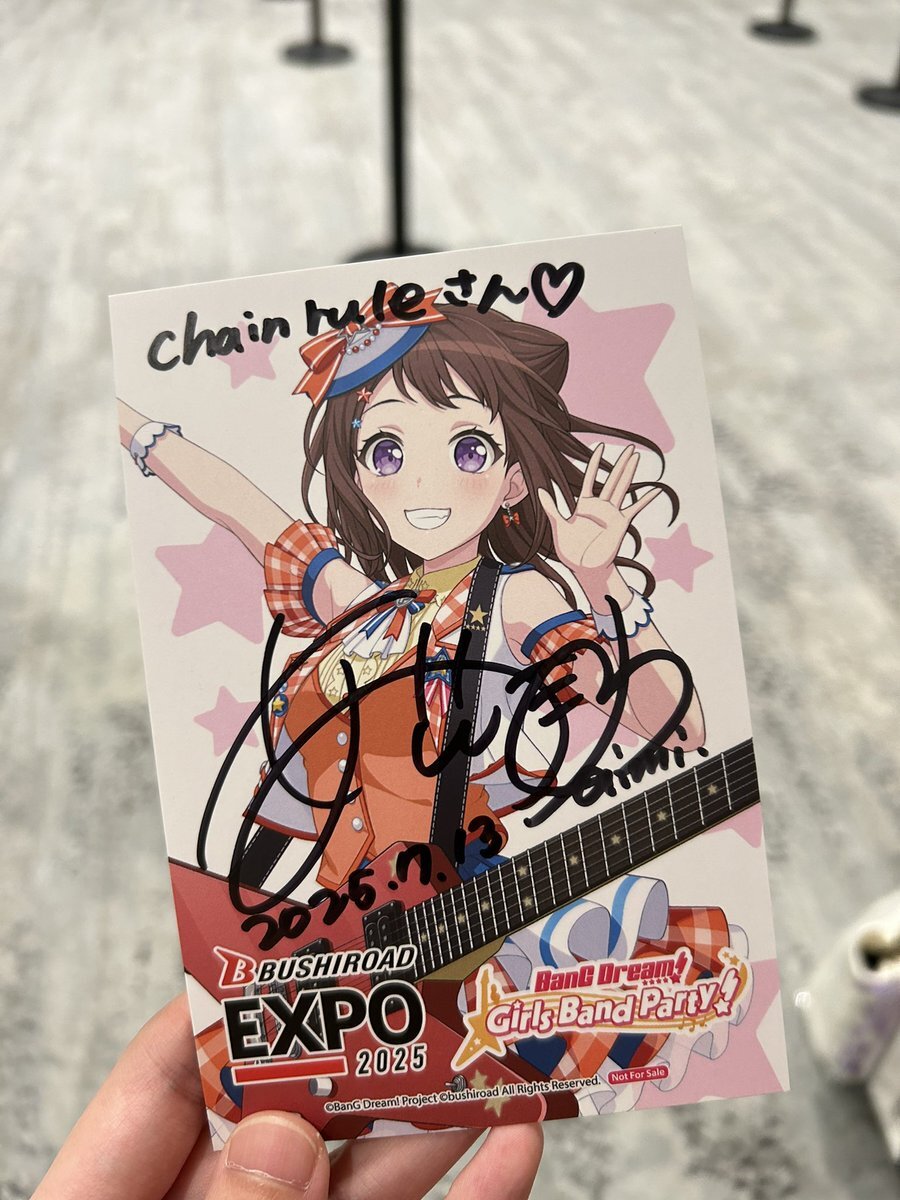 Chain ruleさん♡
aimi.
2025.7.13
BUSHIROAD
EXPO
2025
BanG Dream!
Girls Band Party!
Not For Sale
©BanG Dream! Project ©bushiroad All Rights Reserved.